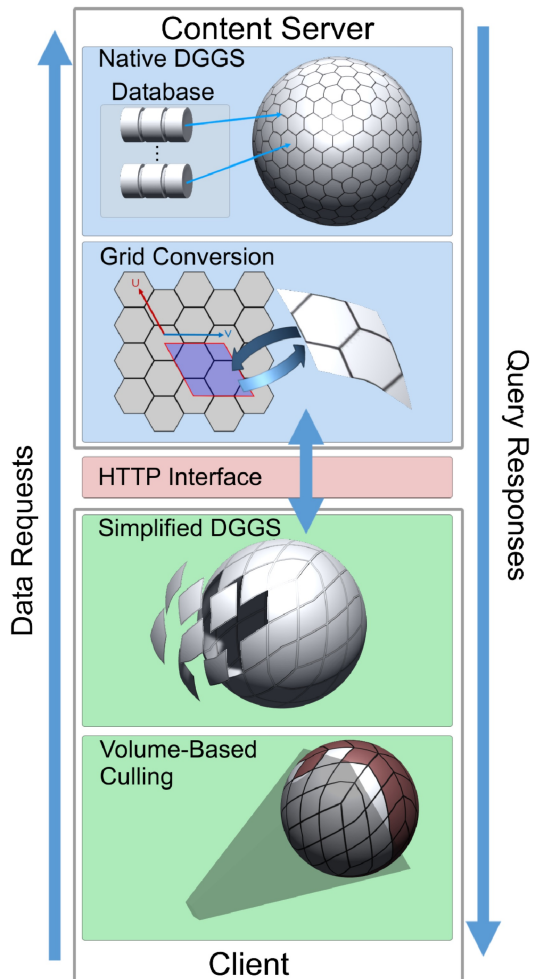 Content Server
Native DGGS
Database
Grid Conversion
U
V
HTTP Interface
Simplified DGGS
Volume-Based
Culling
Client
Data Requests
Query Responses